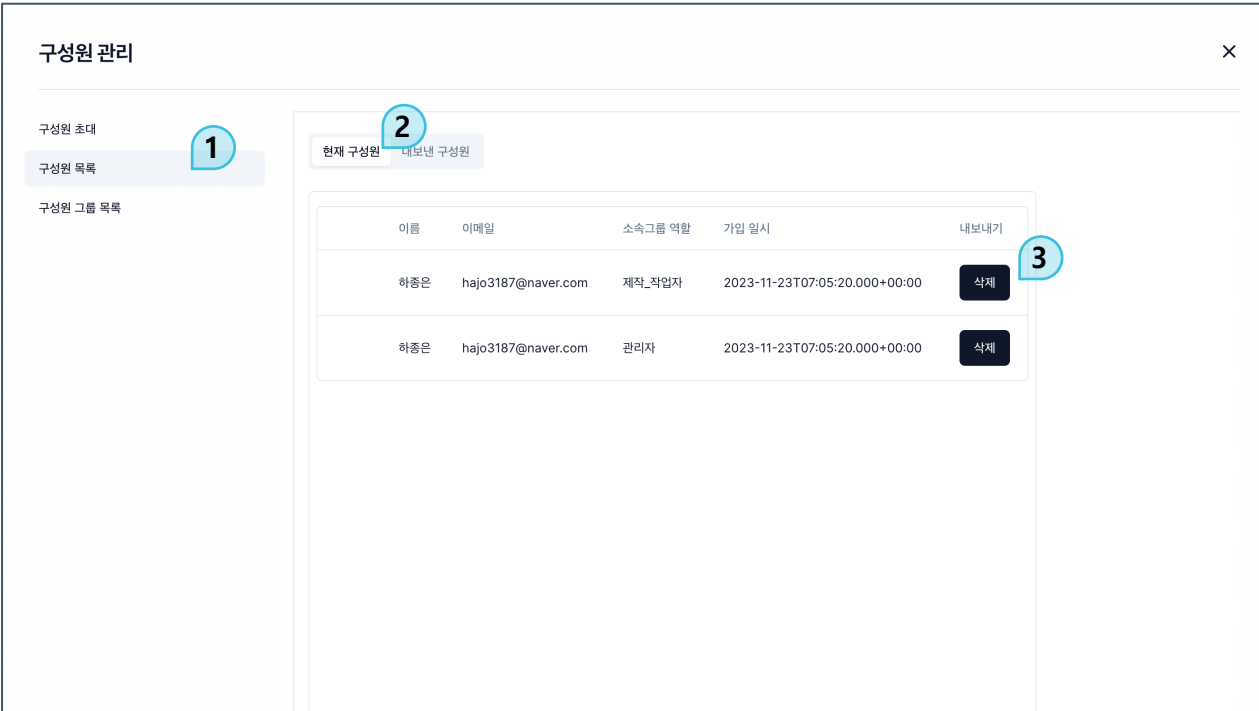 구성원 관리
구성원 초대
1
구성원 목록
구성원 그룹 목록
2
현재 구성원 내보낸 구성원
이름 이메일 소속그룹 역할 가입 일시 내보내기
3
하종은 hajo3187@naver.com 제작_작업자 2023-11-23T07:05:20.000+00:00 삭제
하종은 hajo3187@naver.com 관리자 2023-11-23T07:05:20.000+00:00 삭제